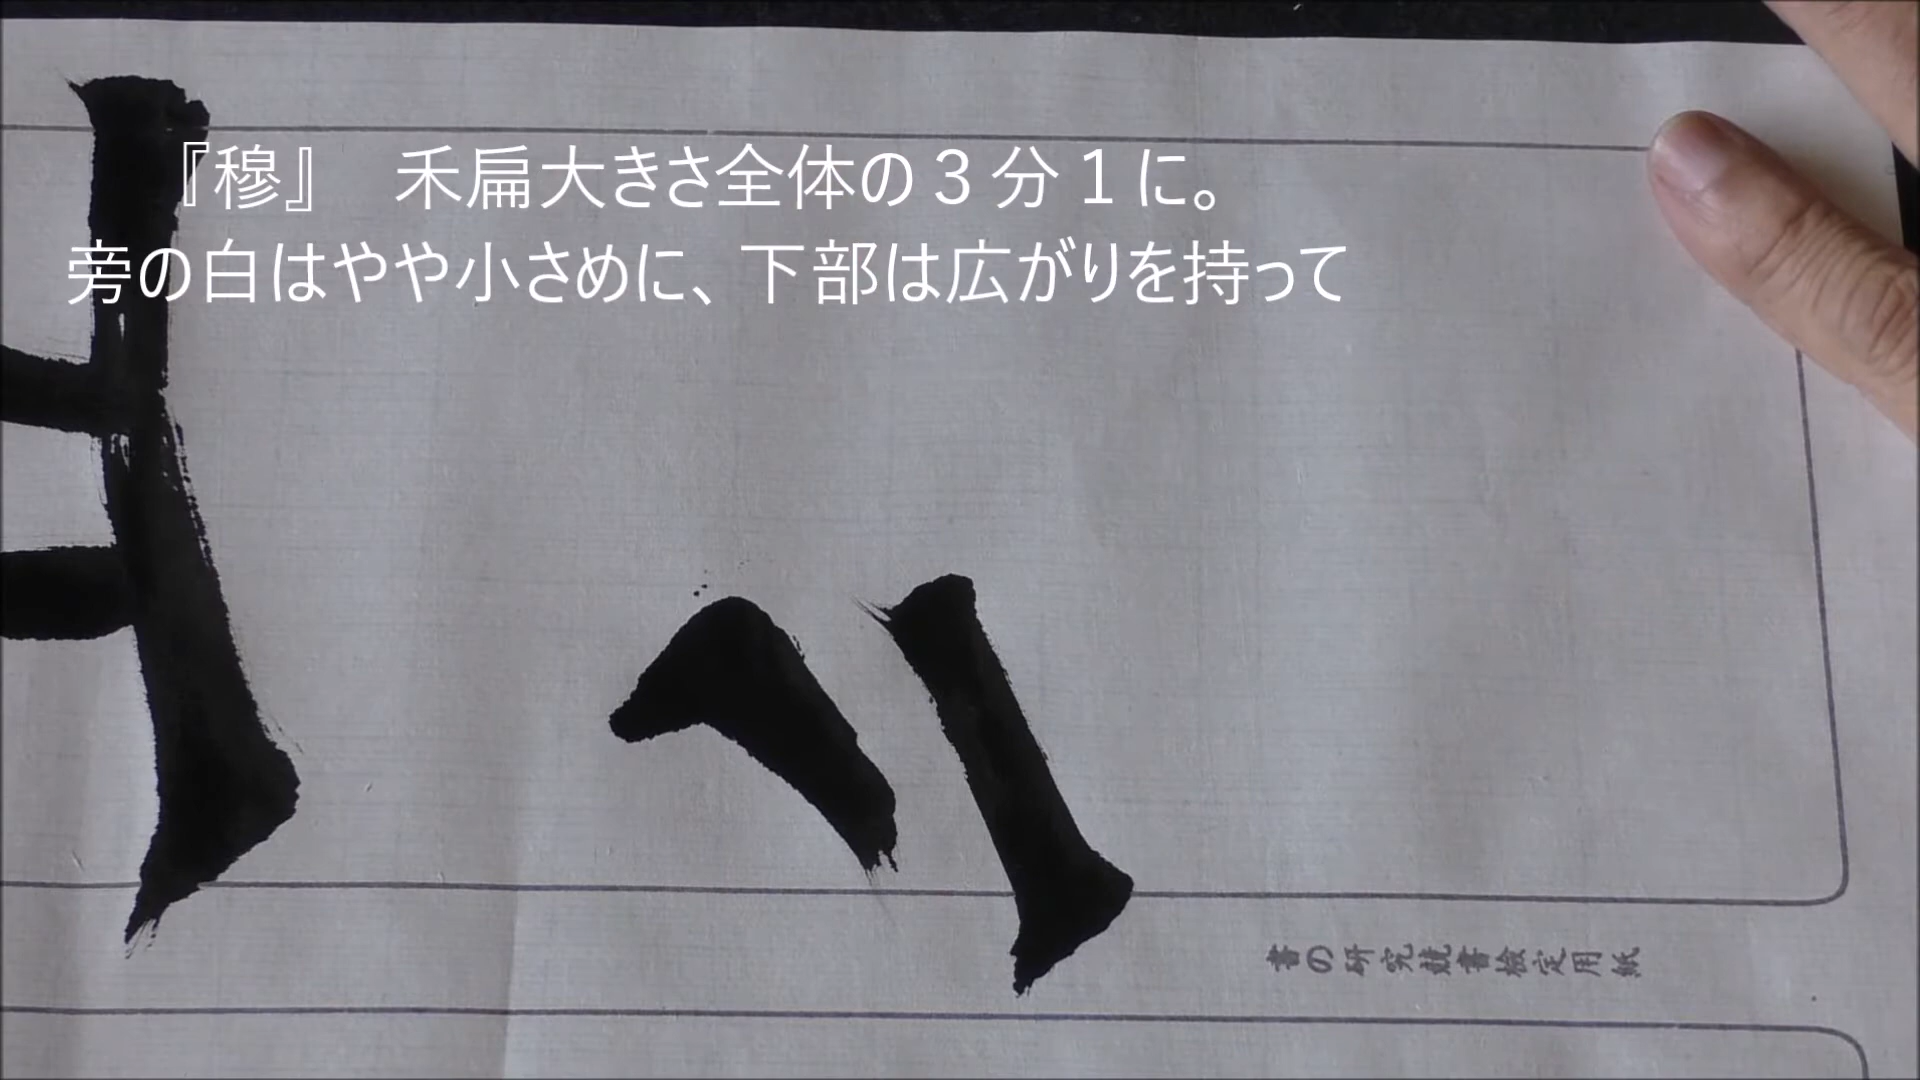 『穆』　禾扁大きさ全体の３分１に。
旁の白はやや小さめに、下部は広がりを持って
書の研究競書検定用紙